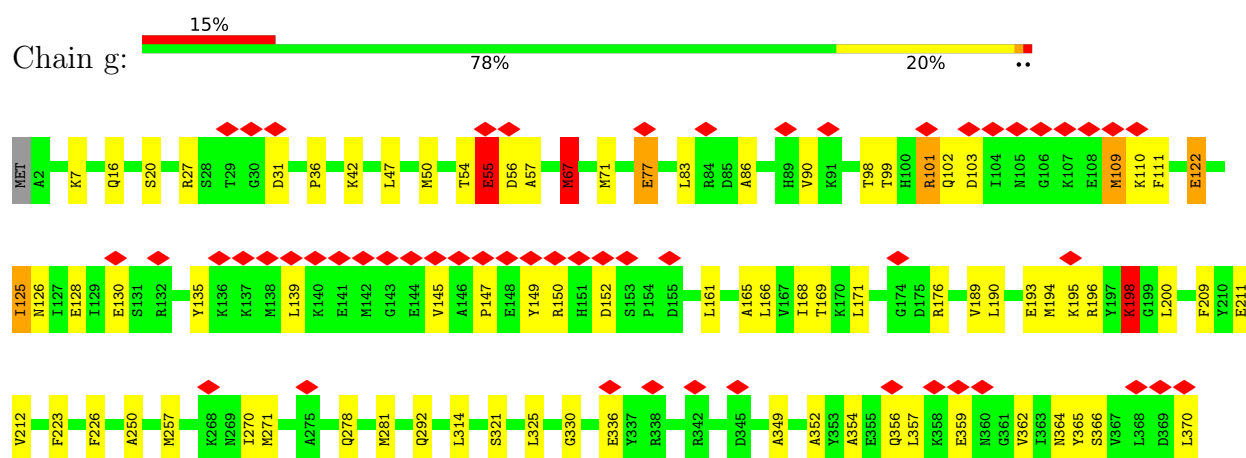 15%
Chain g:
78% 20% ••
MET A2 K7 Q16 S20 R27 S28 T29 G30 D31 P36 K42 L47 M50 T54 E55 D56 A57 M67 M71 E77 L83 R84 D85 A86 H89 V90 K91 T98 T99 H100 R101 Q102 D103 I104 N105 G106 K107 E108 M109 K110 F111 E122
I125 N126 I127 E128 I129 E130 S131 R132 Y135 K136 K137 M138 L139 K140 E141 M142 G143 E144 V145 A146 P147 E148 Y149 R150 H151 D152 S153 P154 D155 L161 A165 L166 V167 I168 T169 K170 L171 G174 D175 R176 V189 L190 E193 M194 K195 R196 Y197 K198 G199 L200 F209 Y210 E211
V212 F223 F226 A250 M257 K268 N269 I270 M271 A275 Q278 M281 Q292 L314 S321 L325 G330 E336 Y337 R338 R342 D345 A349 A352 Y353 A354 E355 Q356 L357 K358 E359 N360 G361 V362 I363 N364 Y365 S366 V367 L368 D369 L370